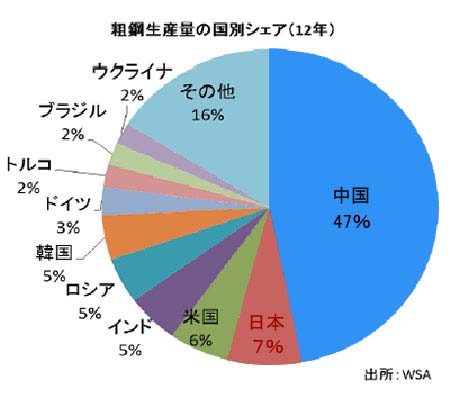 粗鋼生産量の国別シェア（12年）
中国
47%
日本
7%
米国
6%
インド
5%
ロシア
5%
韓国
5%
ドイツ
3%
トルコ
2%
ブラジル
2%
ウクライナ
2%
その他
16%
出所：WSA